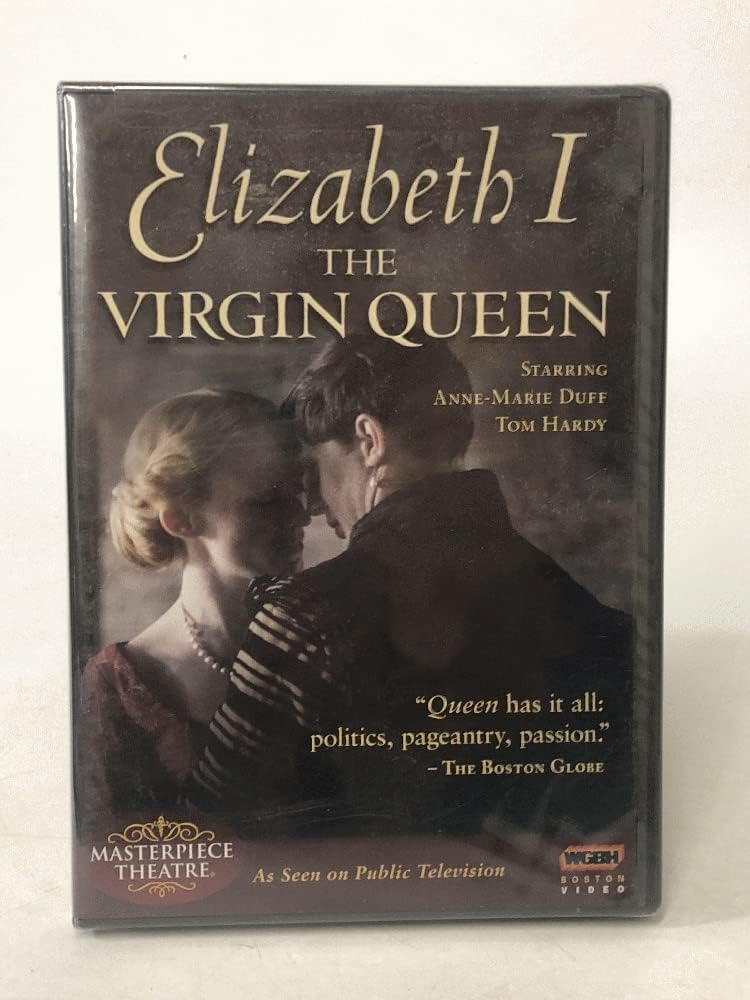 Elizabeth I
THE
VIRGIN QUEEN
STARRING
ANNE-MARIE DUFF
TOM HARDY
“Queen has it all:
politics, pageantry, passion.”
– THE BOSTON GLOBE
MASTERPIECE
THEATRE®
As Seen on Public Television
WGBH
BOSTON
VIDEO